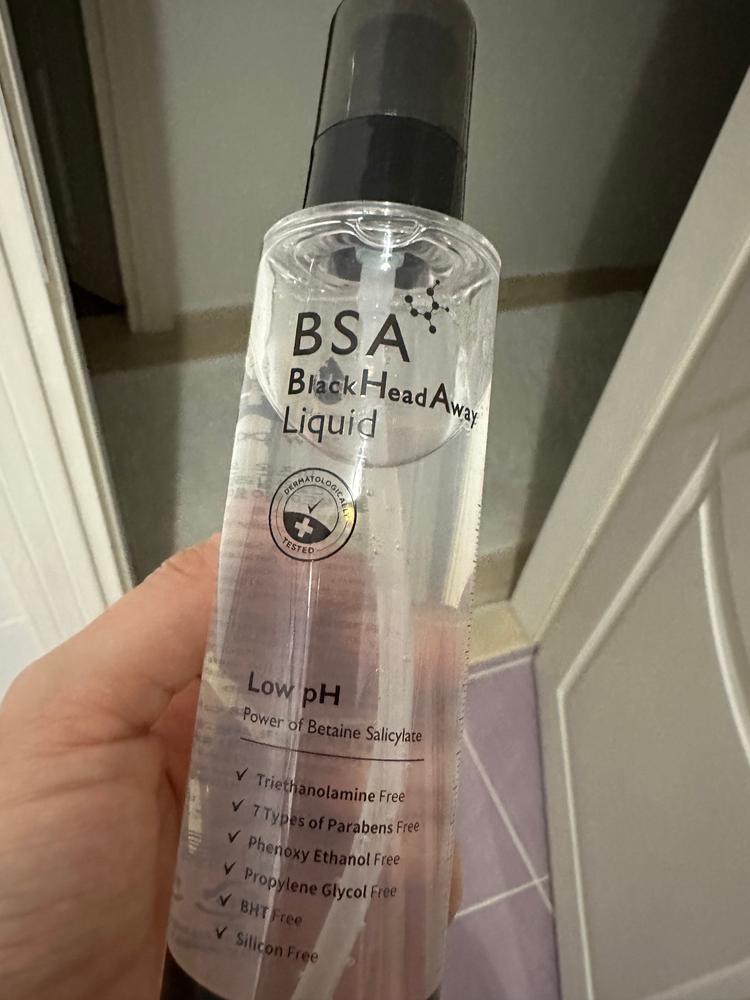 BSA
BlackHeadAway
Liquid
DERMATOLOGICALLY
TESTED
Low pH
Power of Betaine Salicylate
✓ Triethanolamine Free
✓ 7 Types of Parabens Free
✓ Phenoxy Ethanol Free
✓ Propylene Glycol Free
✓ BHT Free
✓ Silicon Free